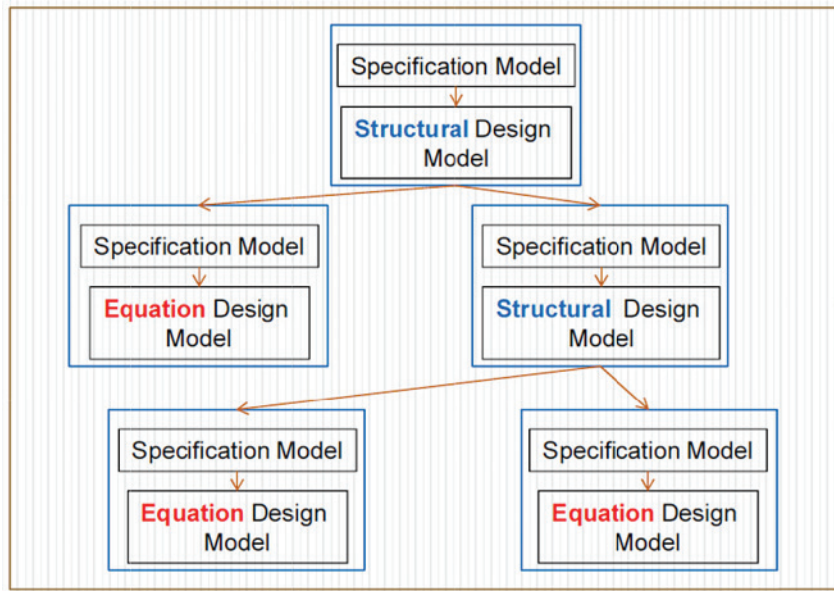 Specification Model
Structural Design
Model
Specification Model
Equation Design
Model
Specification Model
Structural Design
Model
Specification Model
Equation Design
Model
Specification Model
Equation Design
Model